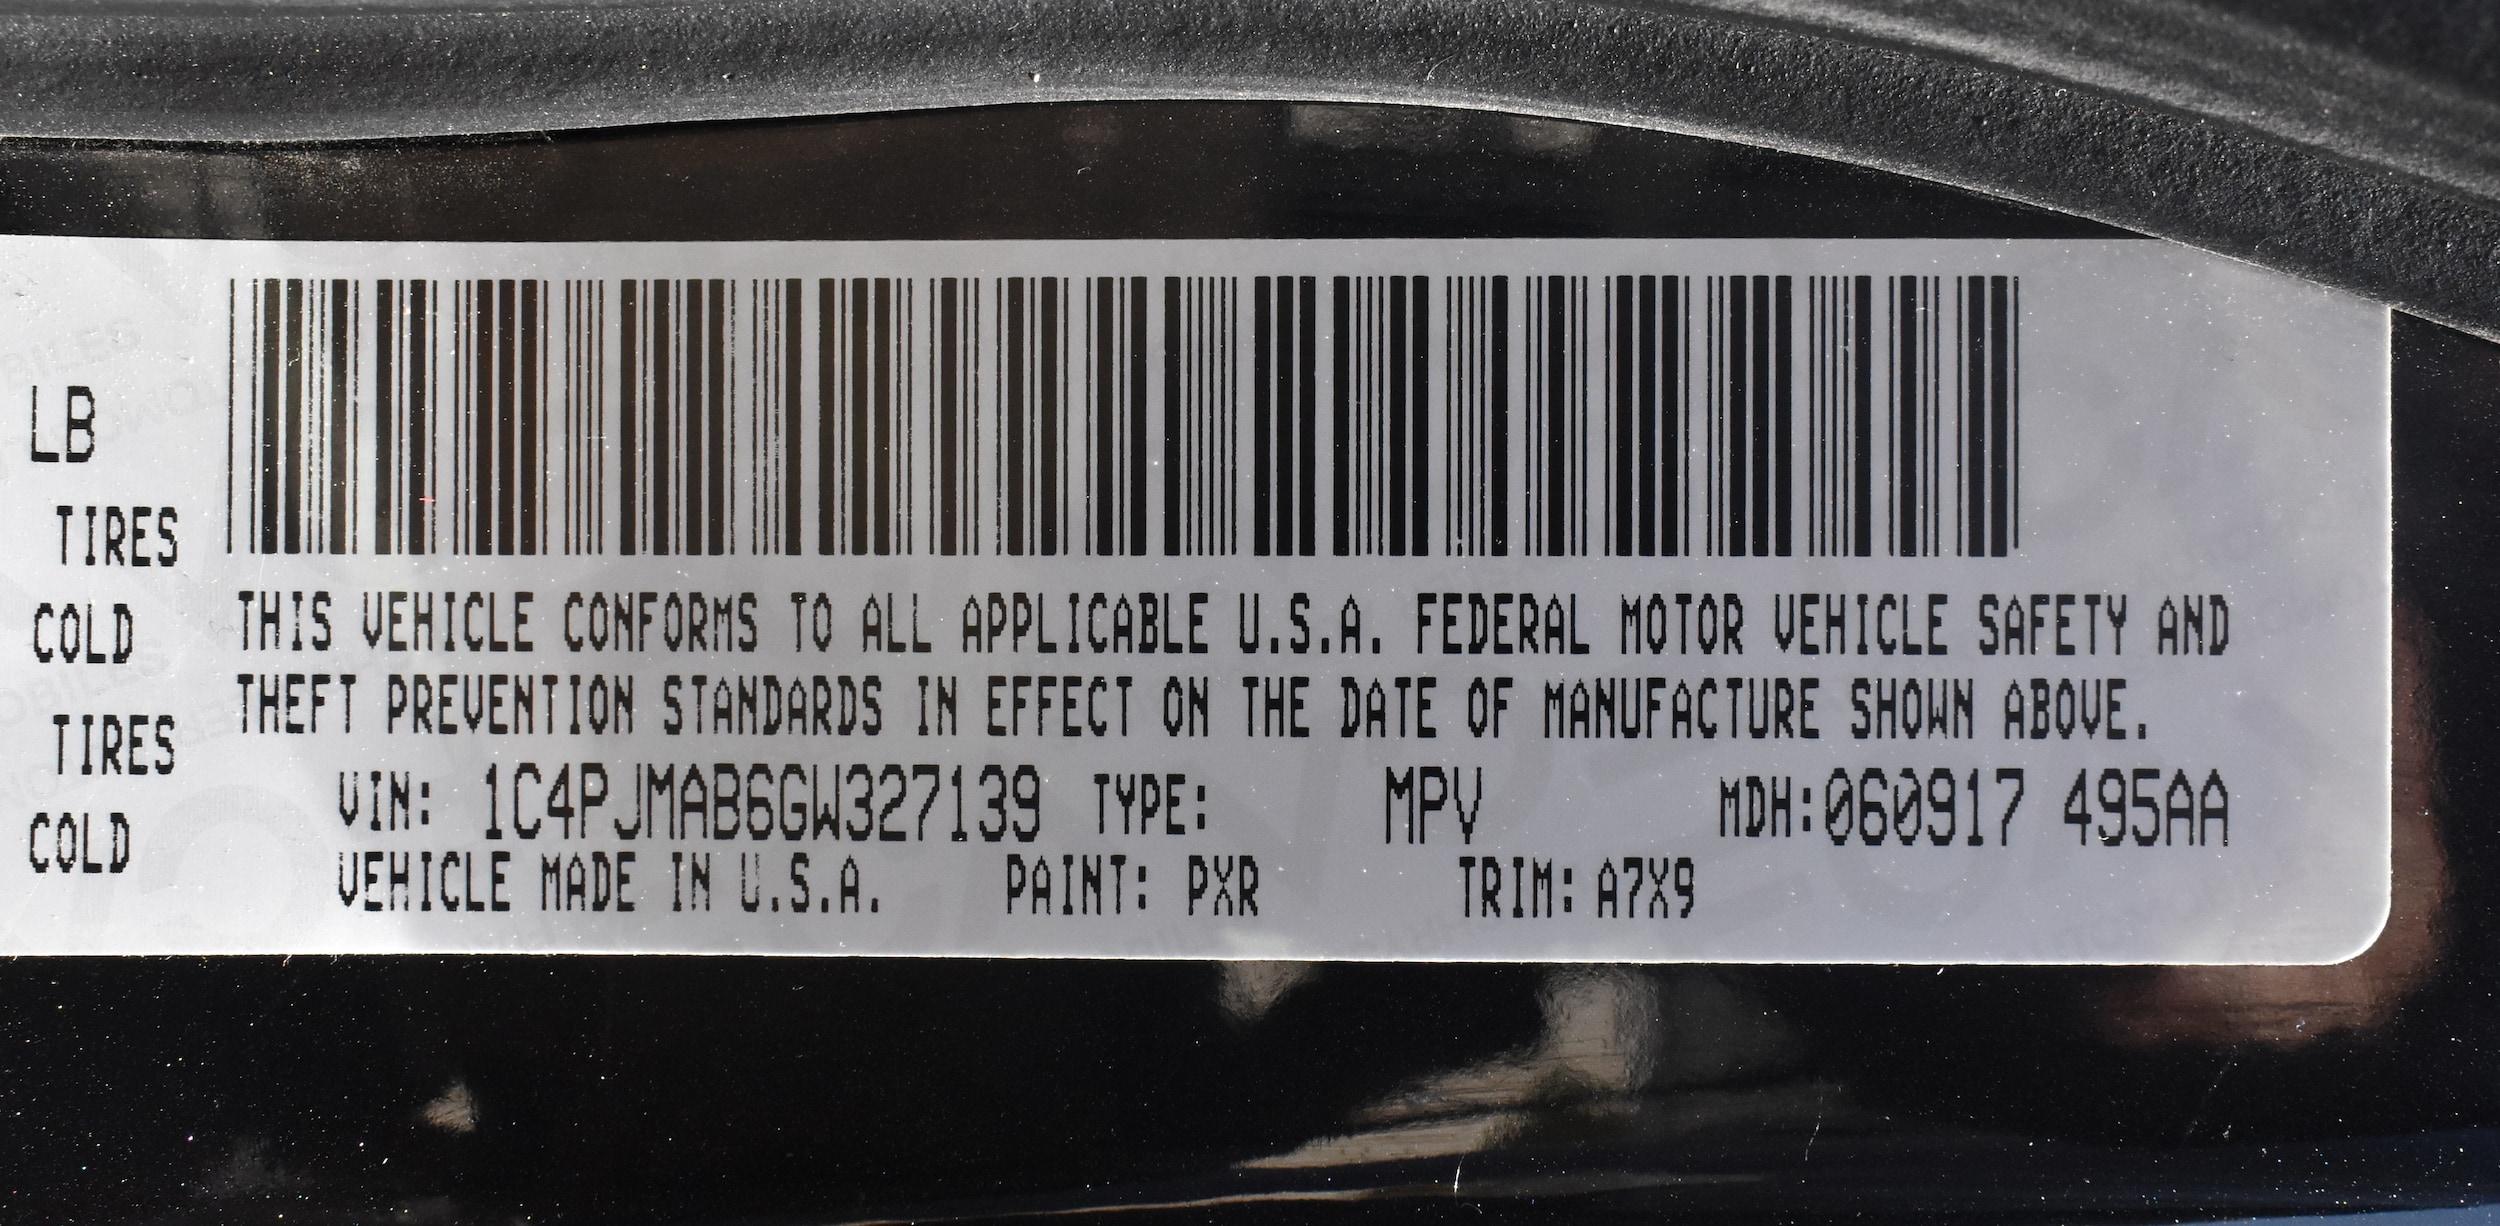 LB
TIRES
COLD
TIRES
COLD
THIS VEHICLE CONFORMS TO ALL APPLICABLE U.S.A. FEDERAL MOTOR VEHICLE SAFETY AND
THEFT PREVENTION STANDARDS IN EFFECT ON THE DATE OF MANUFACTURE SHOWN ABOVE.
VIN: 1C4PJMAB6GW327139 TYPE: MPV MDH:060917 495AA
VEHICLE MADE IN U.S.A. PAINT: PXR TRIM: A7X9